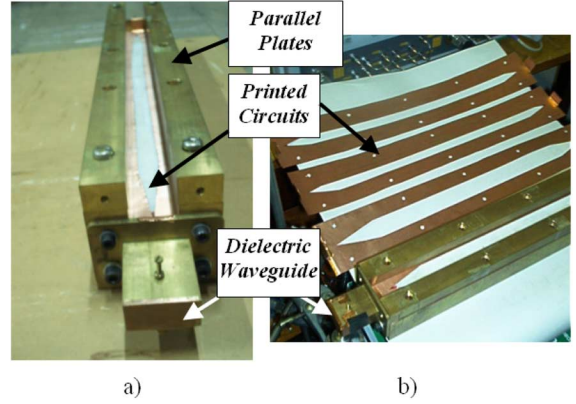 Parallel
Plates
Printed
Circuits
Dielectric
Waveguide
a)
b)